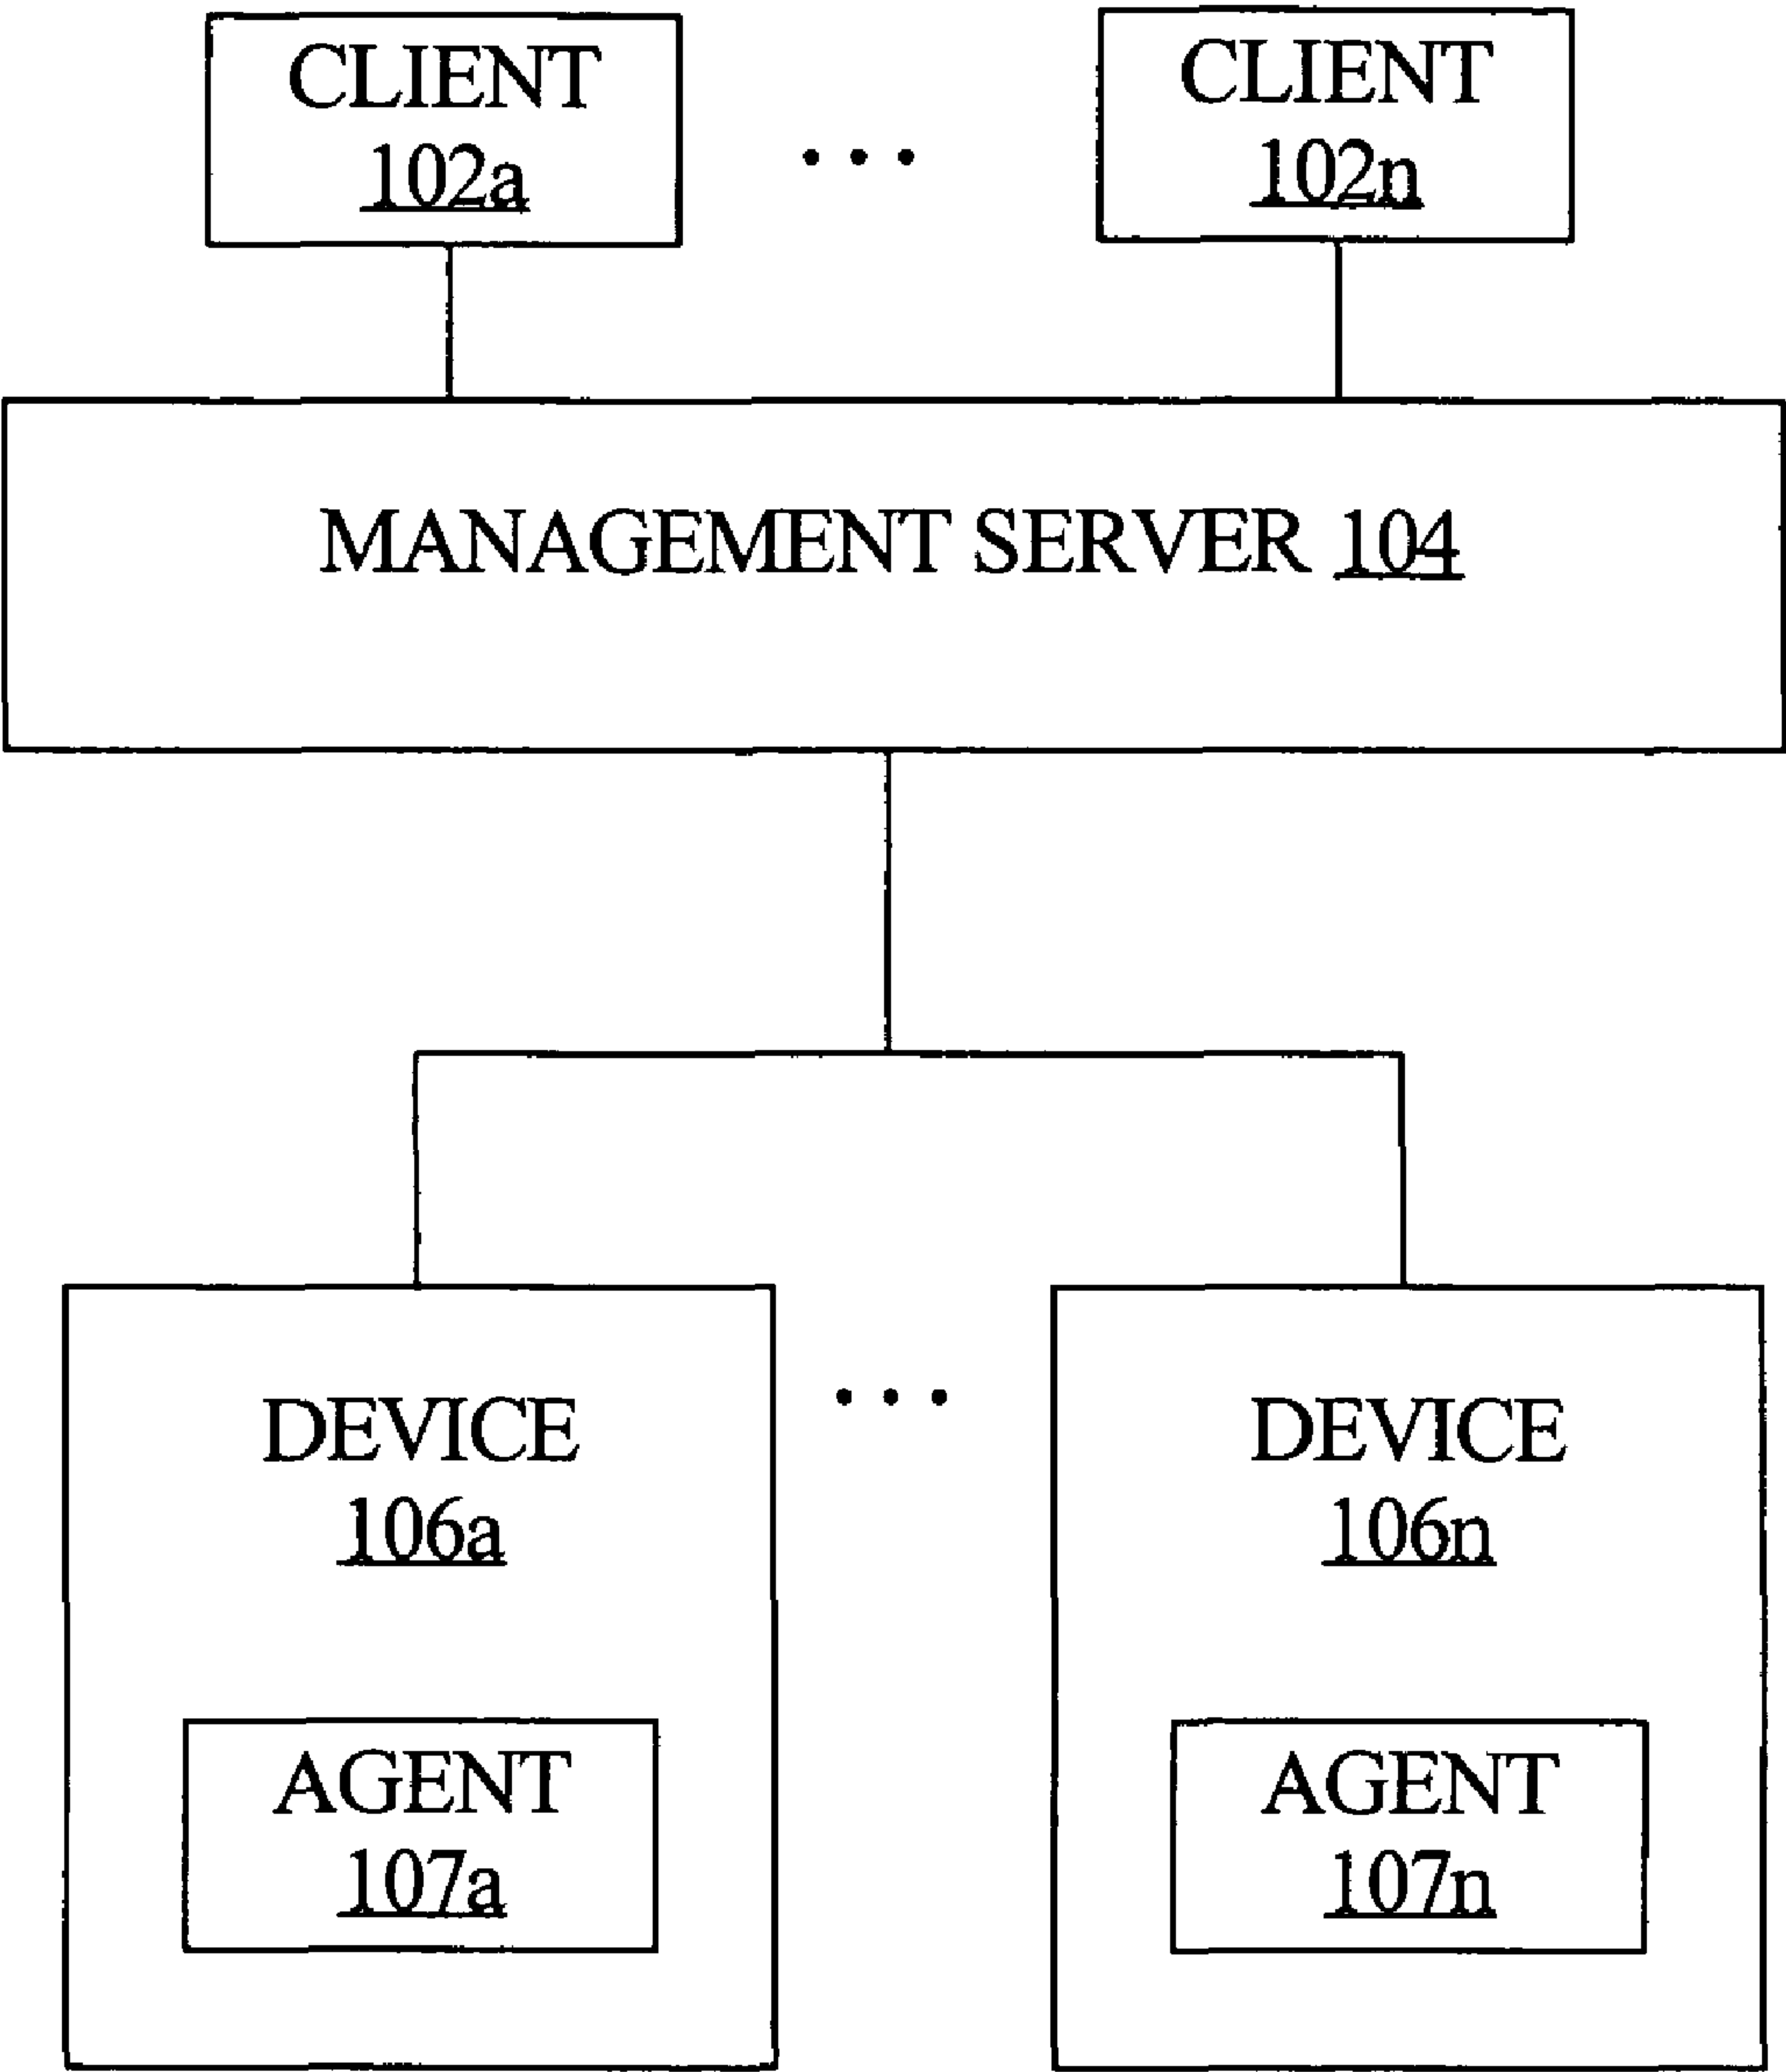 CLIENT
102a
CLIENT
102n
...
MANAGEMENT SERVER 104
DEVICE
106a
...
DEVICE
106n
AGENT
107a
AGENT
107n